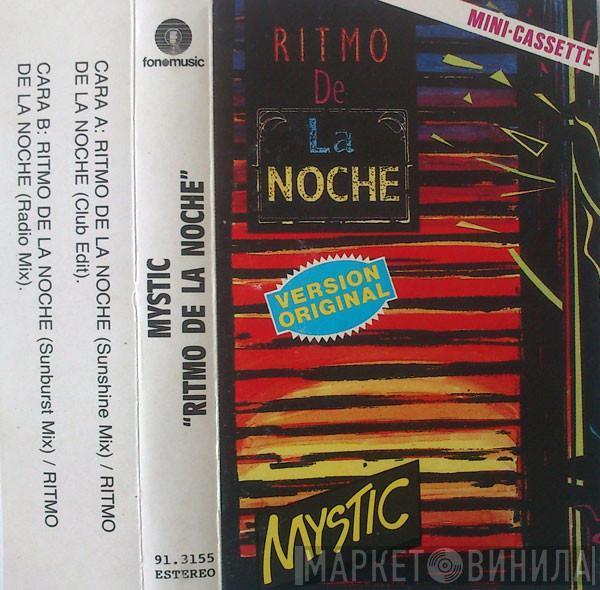 fonomusic
CARA A: RITMO DE LA NOCHE (Sunshine Mix) / RITMO
DE LA NOCHE (Club Edit).
CARA B: RITMO DE LA NOCHE (Sunburst Mix) / RITMO
DE LA NOCHE (Radio Mix).
MYSTIC
"RITMO DE LA NOCHE"
91.3155
ESTEREO
MINI-CASSETTE
RITMO
De
La
NOCHE
VERSION
ORIGINAL
MYSTIC
МАРКЕТ ВИНИЛА